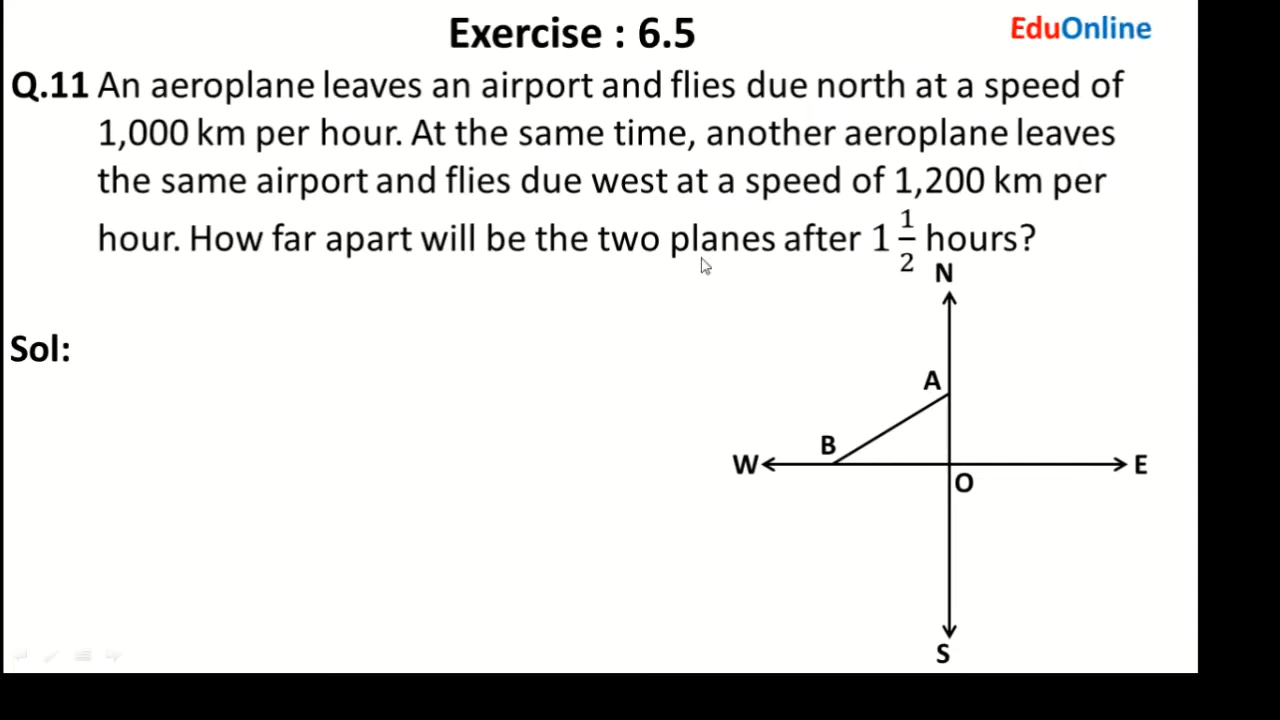 Exercise : 6.5
EduOnline
Q.11 An aeroplane leaves an airport and flies due north at a speed of
1,000 km per hour. At the same time, another aeroplane leaves
the same airport and flies due west at a speed of 1,200 km per
hour. How far apart will be the two planes after 1 1/2 hours?
N
Sol:
A
B
W
E
O
S